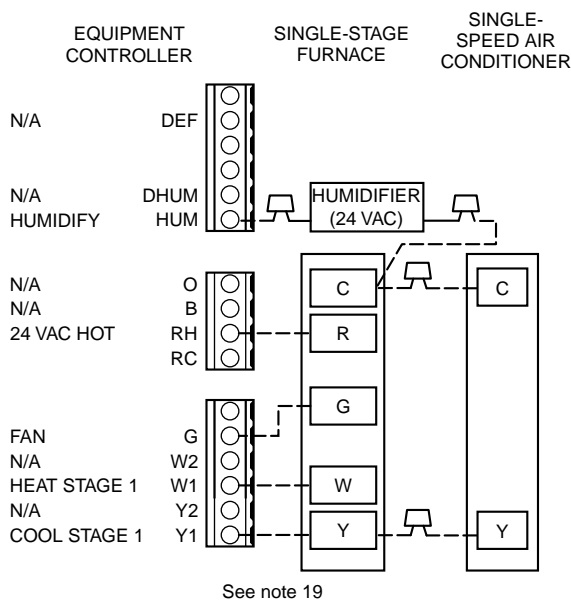 EQUIPMENT
CONTROLLER
SINGLE-STAGE
FURNACE
SINGLE-
SPEED AIR
CONDITIONER
N/A DEF
N/A DHUM
HUMIDIFY HUM
HUMIDIFIER
(24 VAC)
N/A O
N/A B
24 VAC HOT RH
RC
C
C
R
G
FAN G
N/A W2
HEAT STAGE 1 W1
N/A Y2
COOL STAGE 1 Y1
W
Y
Y
See note 19